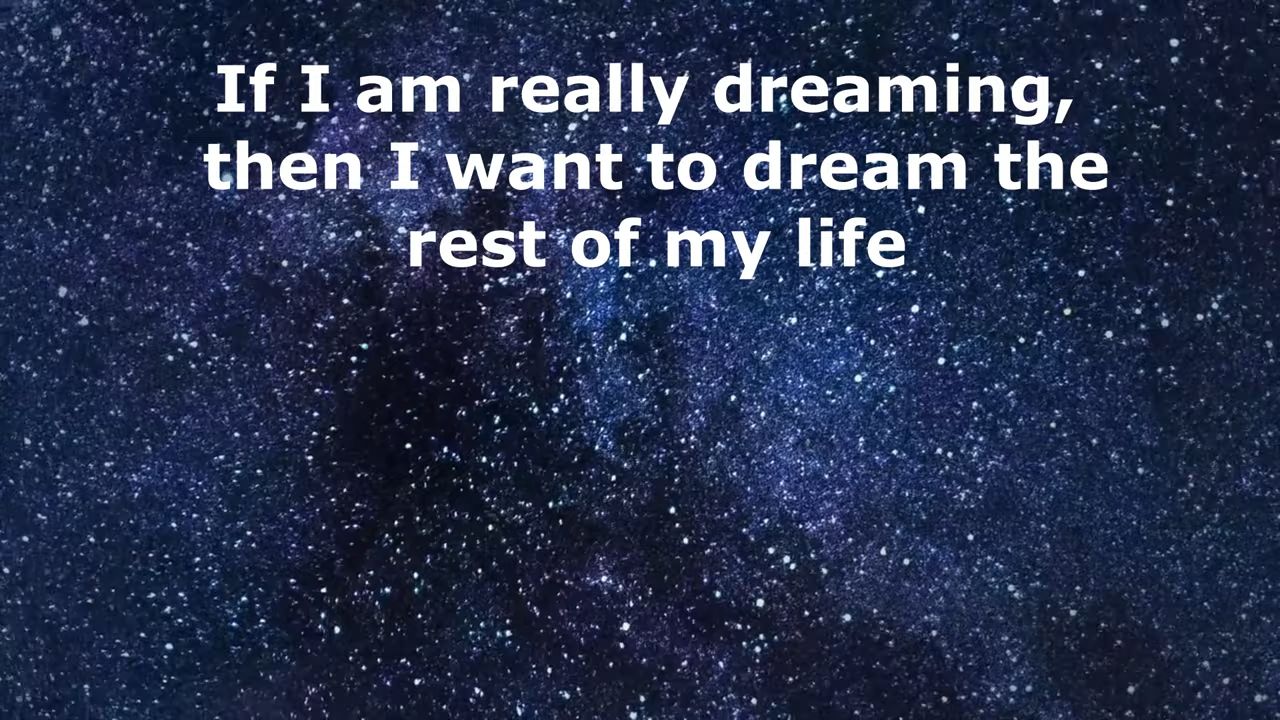 If I am really dreaming,
then I want to dream the
rest of my life